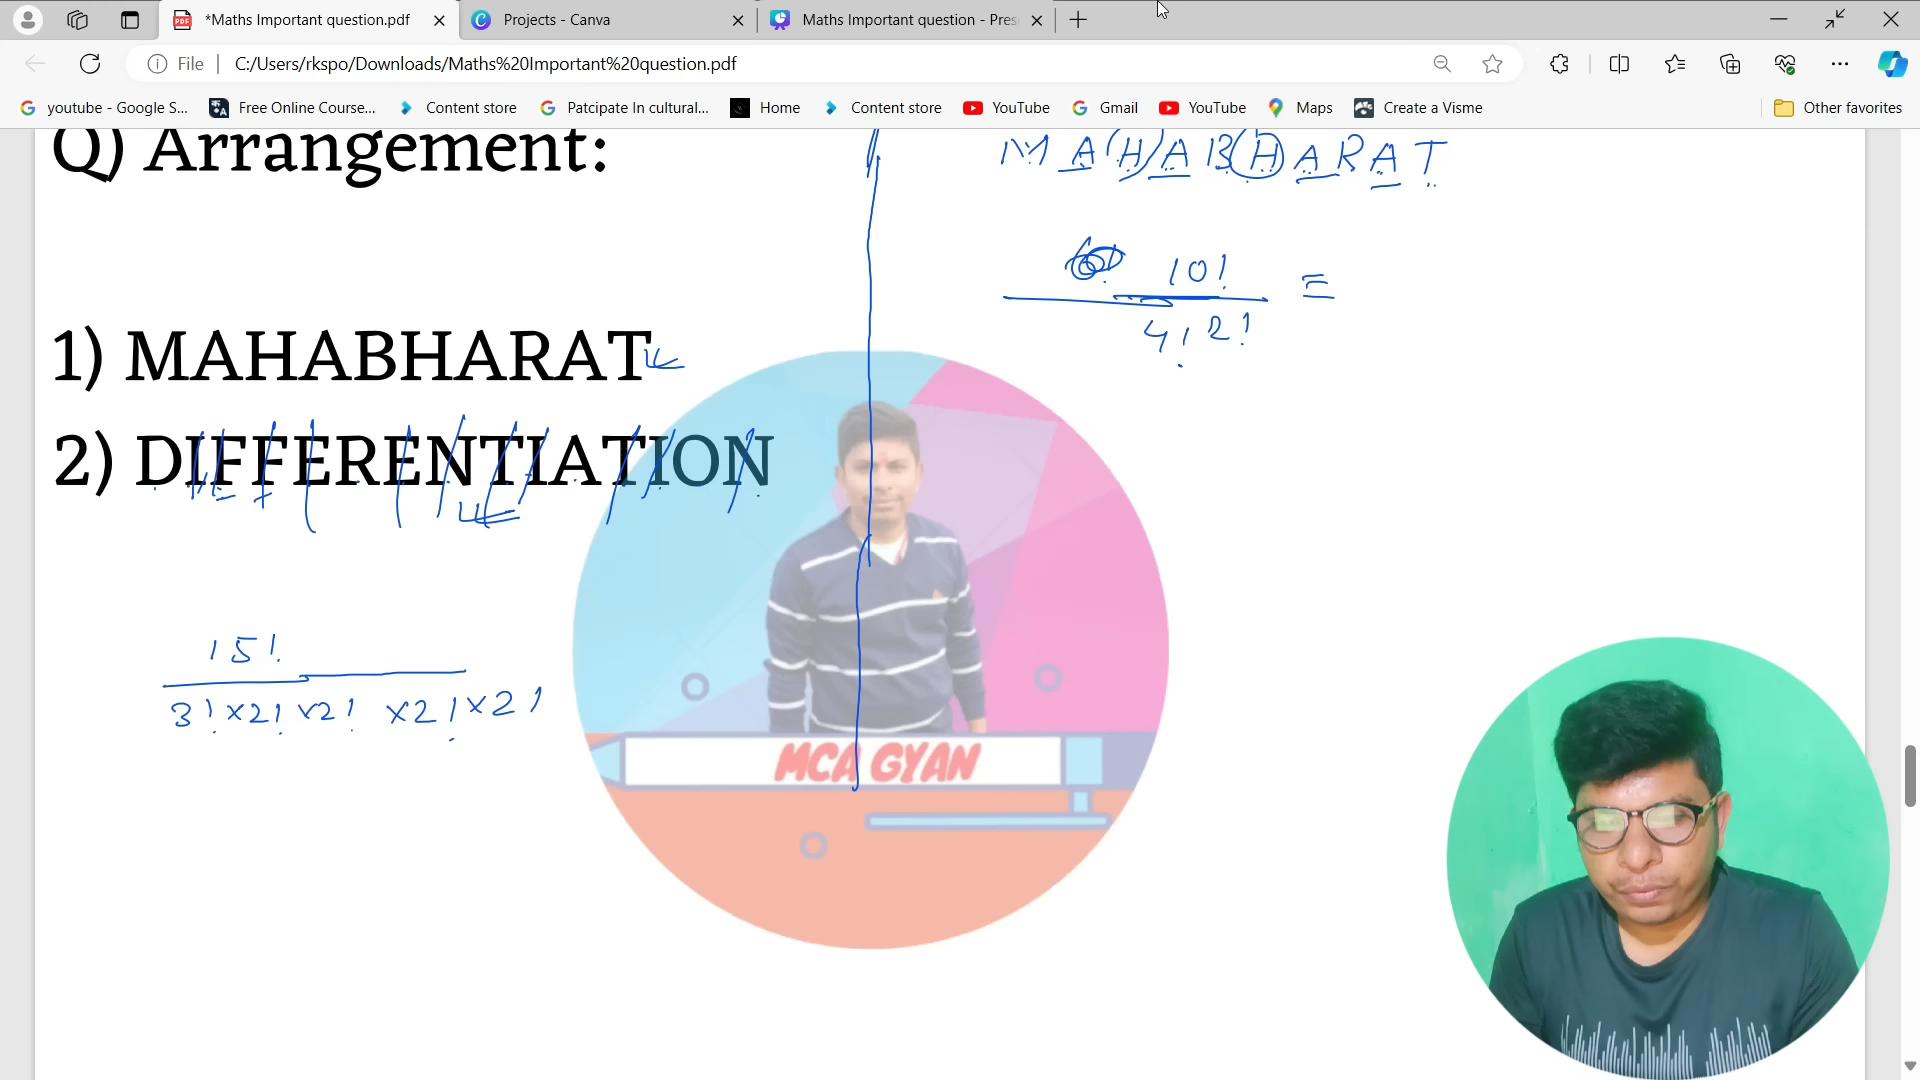 *Maths Important question.pdf
Projects - Canva
Maths Important question - Pres
File
C:/Users/rkspo/Downloads/Maths%20Important%20question.pdf
youtube - Google S...
Free Online Course...
Content store
Patcipate In cultural...
Home
Content store
YouTube
Gmail
YouTube
Maps
Create a Visme
Other favorites
Q) Arrangement:
MAHABHARAT
10!
=
4! 2!
1) MAHABHARAT
2) DIFFERENTIATION
15!
3! x 2! x 2! x 2! x 2!
MCA GYAN